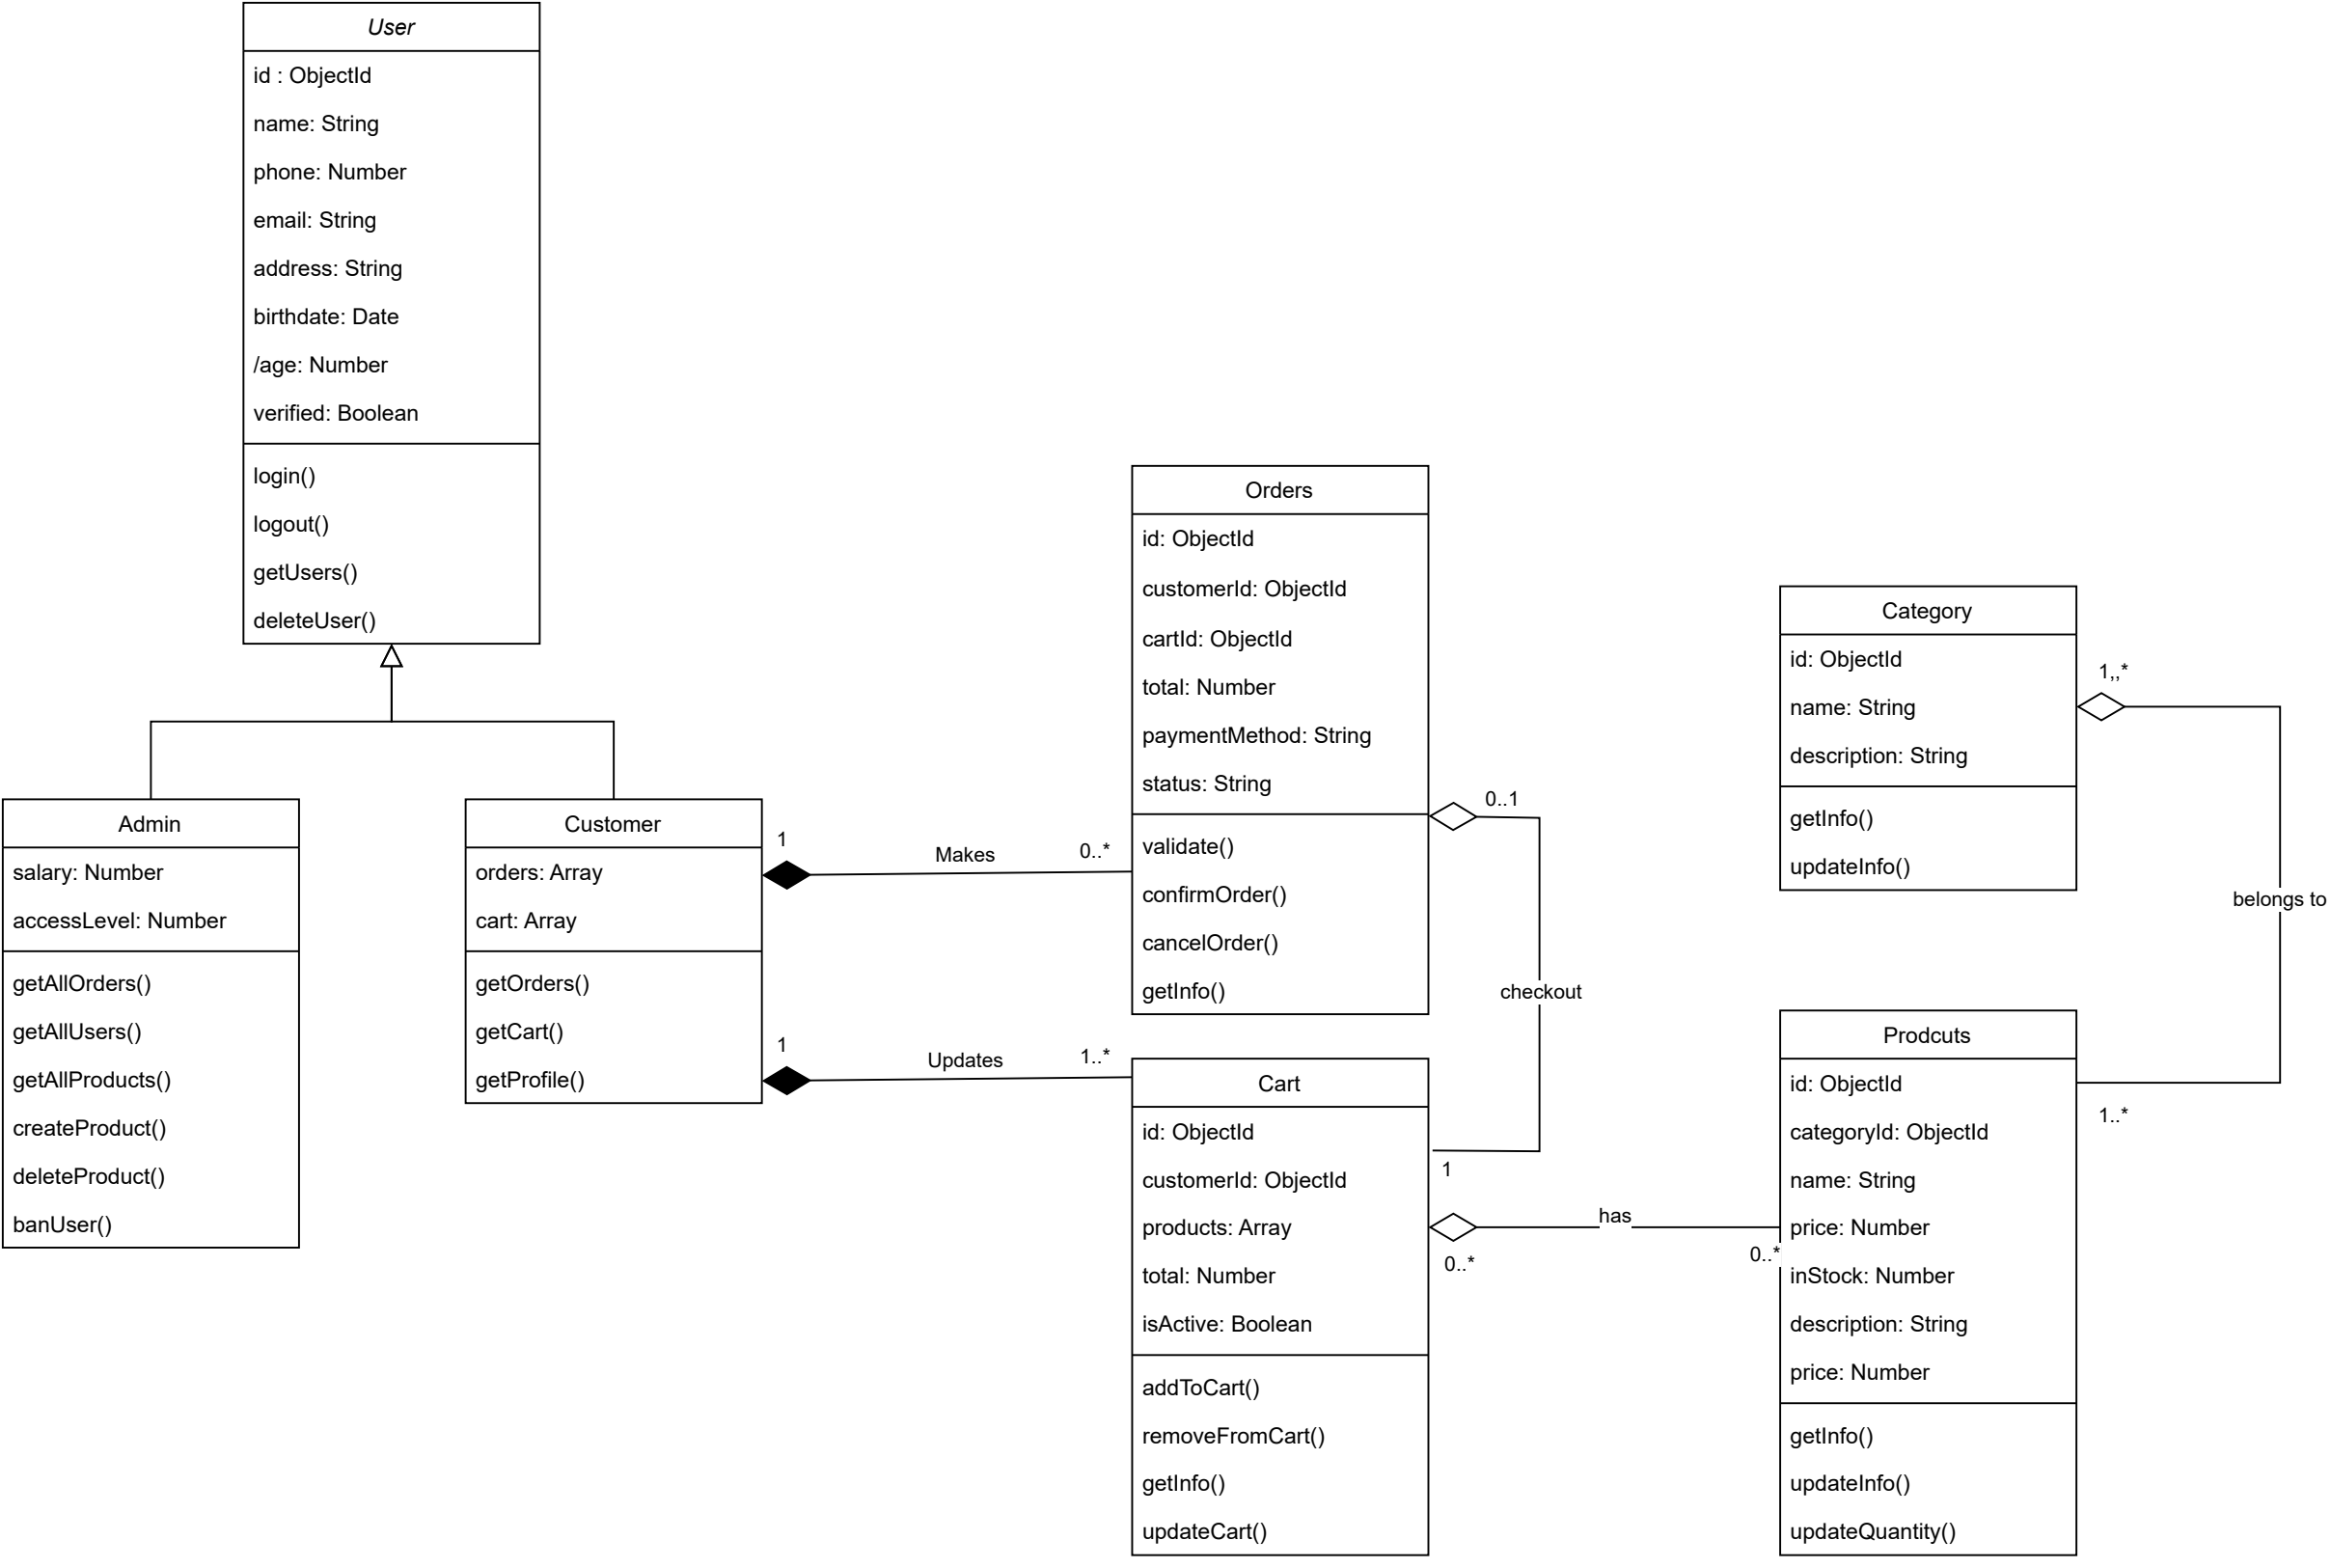 User
id : ObjectId
name: String
phone: Number
email: String
address: String
birthdate: Date
/age: Number
verified: Boolean
login()
logout()
getUsers()
deleteUser()
Admin
salary: Number
accessLevel: Number
getAllOrders()
getAllUsers()
getAllProducts()
createProduct()
deleteProduct()
banUser()
Customer
orders: Array
cart: Array
getOrders()
getCart()
getProfile()
1
Makes
0..*
1
Updates
1..*
Orders
id: ObjectId
customerId: ObjectId
cartId: ObjectId
total: Number
paymentMethod: String
status: String
validate()
confirmOrder()
cancelOrder()
getInfo()
0..1
checkout
1
Cart
id: ObjectId
customerId: ObjectId
products: Array
total: Number
isActive: Boolean
addToCart()
removeFromCart()
getInfo()
updateCart()
0..*
has
0..*
Category
id: ObjectId
name: String
description: String
getInfo()
updateInfo()
1,,*
belongs to
1..*
Prodcuts
id: ObjectId
categoryId: ObjectId
name: String
price: Number
inStock: Number
description: String
price: Number
getInfo()
updateInfo()
updateQuantity()